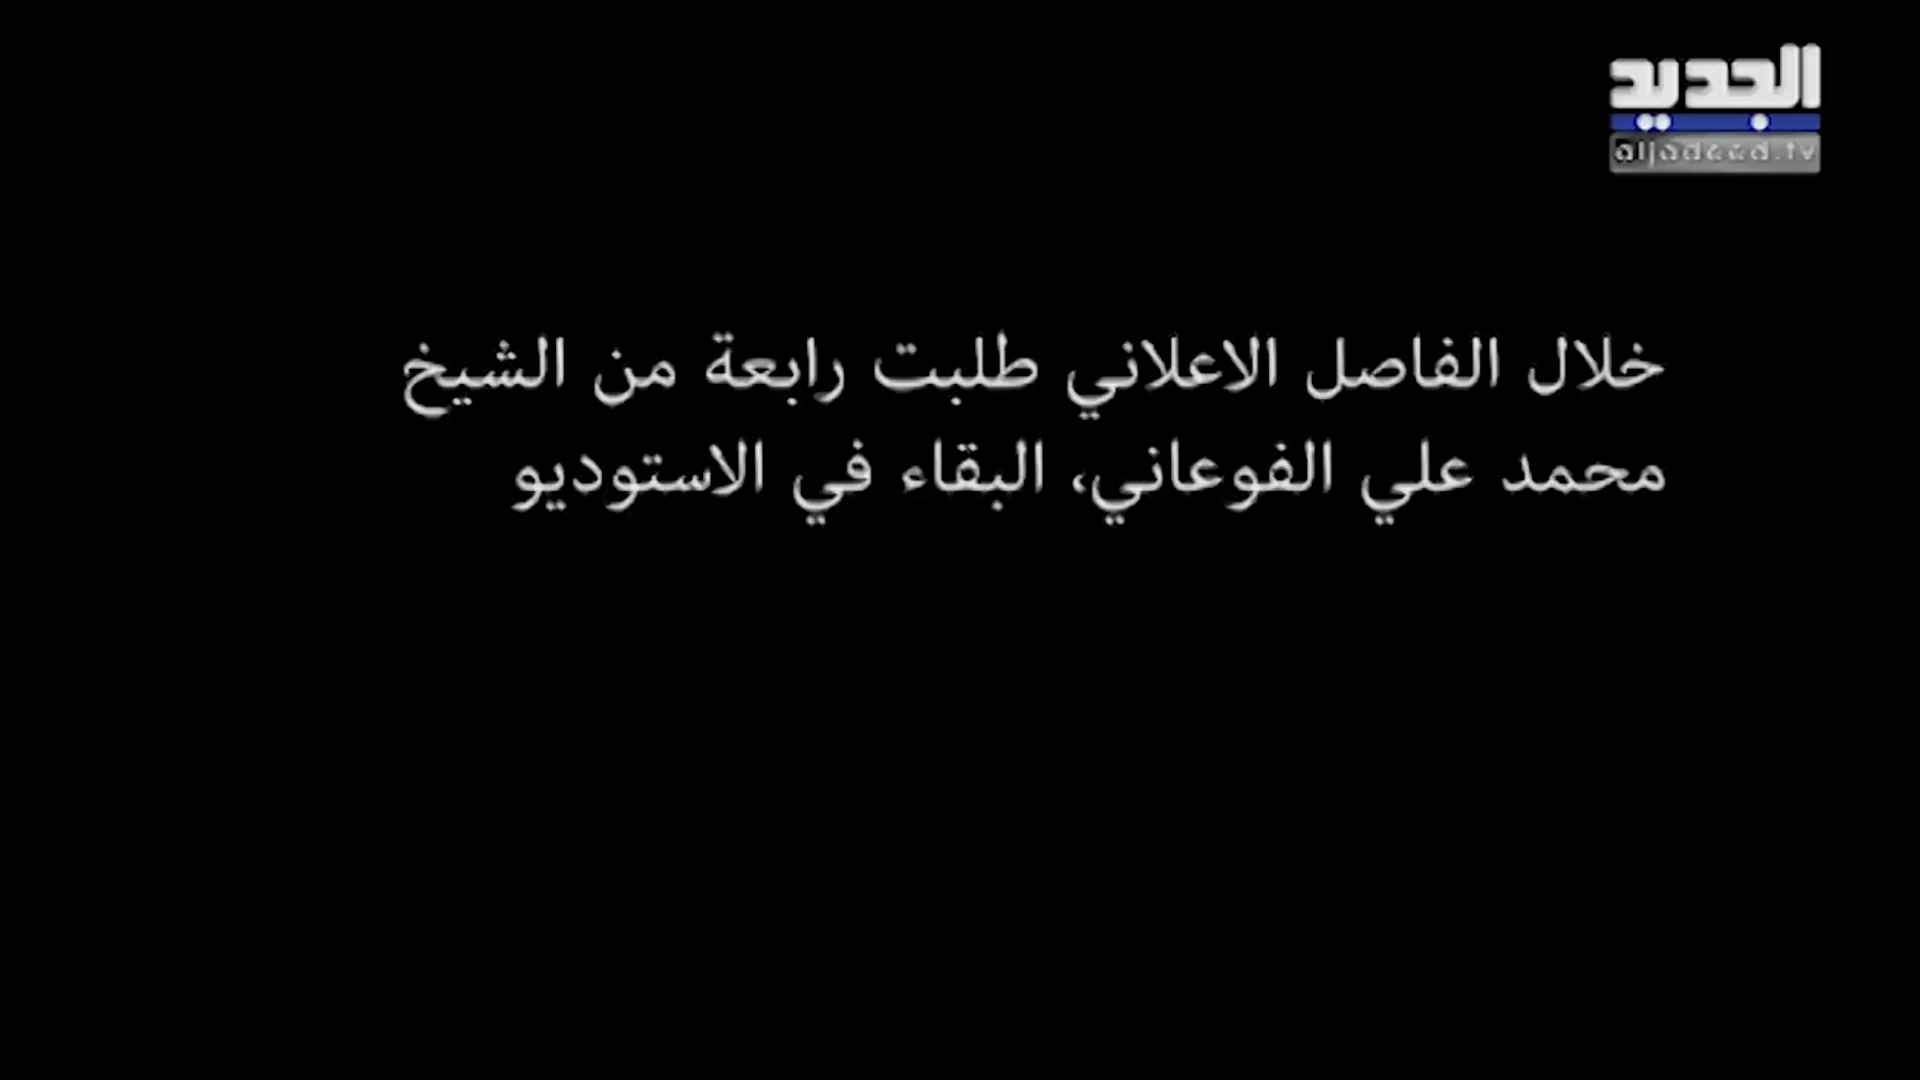 الجديد
aljadeed.tv
خلال الفاصل الاعلاني طلبت رابعة من الشيخ
محمد علي الفوعاني، البقاء في الاستوديو